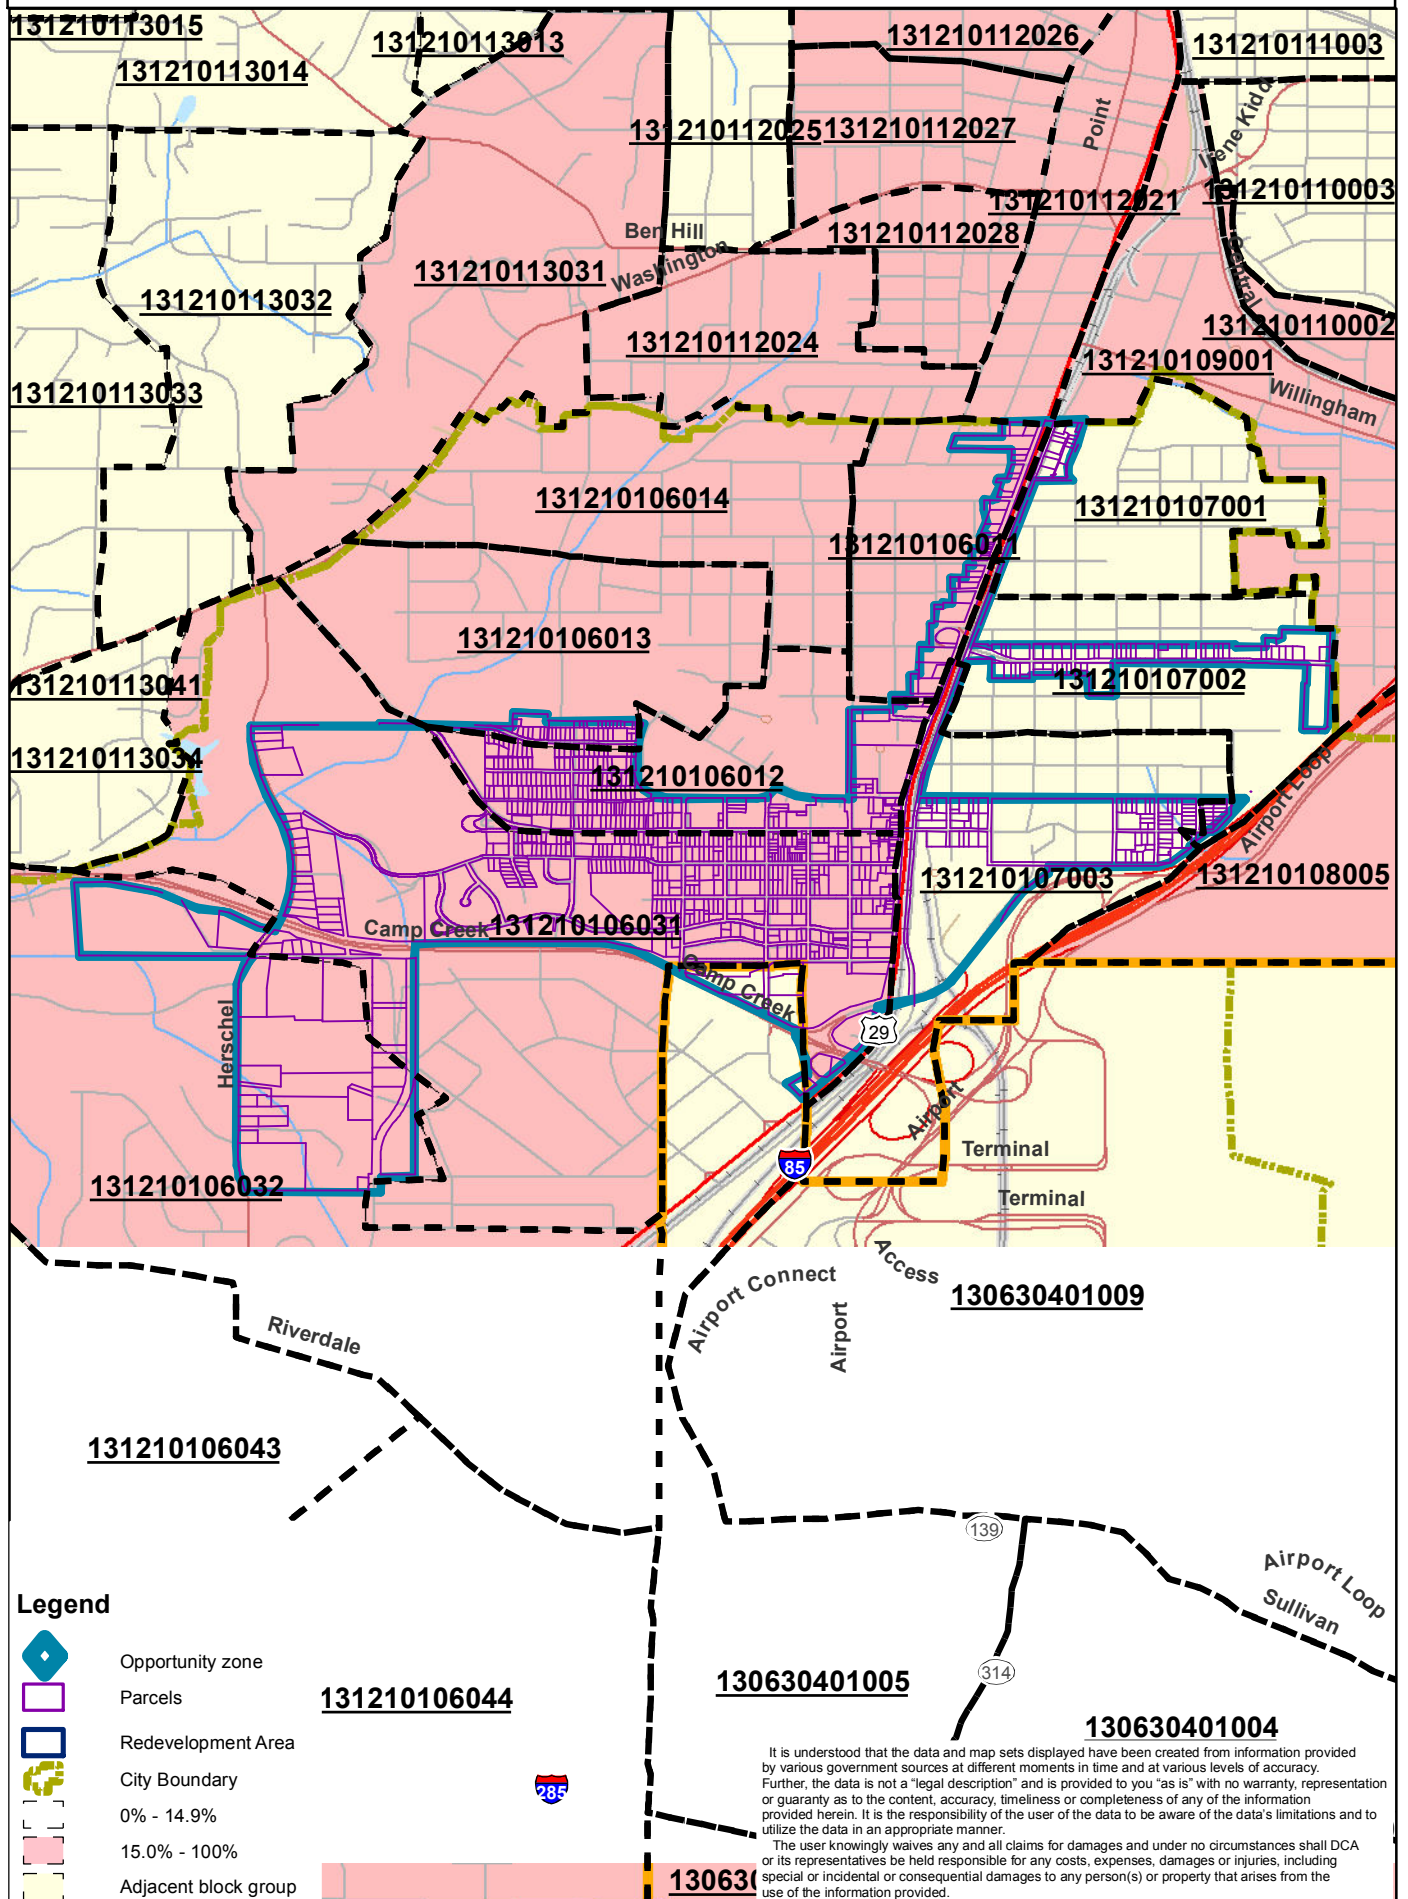 131210113015
131210113013
131210112026
131210111003
131210113014
131210112025
131210112027
Point
Irene Kidd
131210110003
131210112021
Ben Hill
131210112028
Washington
131210113031
Central
131210113032
131210110002
131210112024
131210109001
131210113033
Willingham
131210106014
131210107001
131210106011
131210106013
131210113041
131210107002
131210113034
131210106012
Airport Loop
131210107003
131210108005
Camp Creek
131210106031
Camp Creek
29
Herschel
Airport
Terminal
85
131210106032
Terminal
Access
Airport Connect
130630401009
Airport
Riverdale
131210106043
139
Airport Loop
Sullivan
314
130630401005
131210106044
130630401004
285
Legend
Opportunity zone
Parcels
Redevelopment Area
City Boundary
0% - 14.9%
15.0% - 100%
Adjacent block group
It is understood that the data and map sets displayed have been created from information provided
by various government sources at different moments in time and at various levels of accuracy.
Further, the data is not a “legal description” and is provided to you “as is” with no warranty, representation
or guaranty as to the content, accuracy, timeliness or completeness of any of the information
provided herein. It is the responsibility of the user of the data to be aware of the data's limitations and to
utilize the data in an appropriate manner.
The user knowingly waives any and all claims for damages and under no circumstances shall DCA
or its representatives be held responsible for any costs, expenses, damages or injuries, including
special or incidental or consequential damages to any person(s) or property that arises from the
use of the information provided.
13063